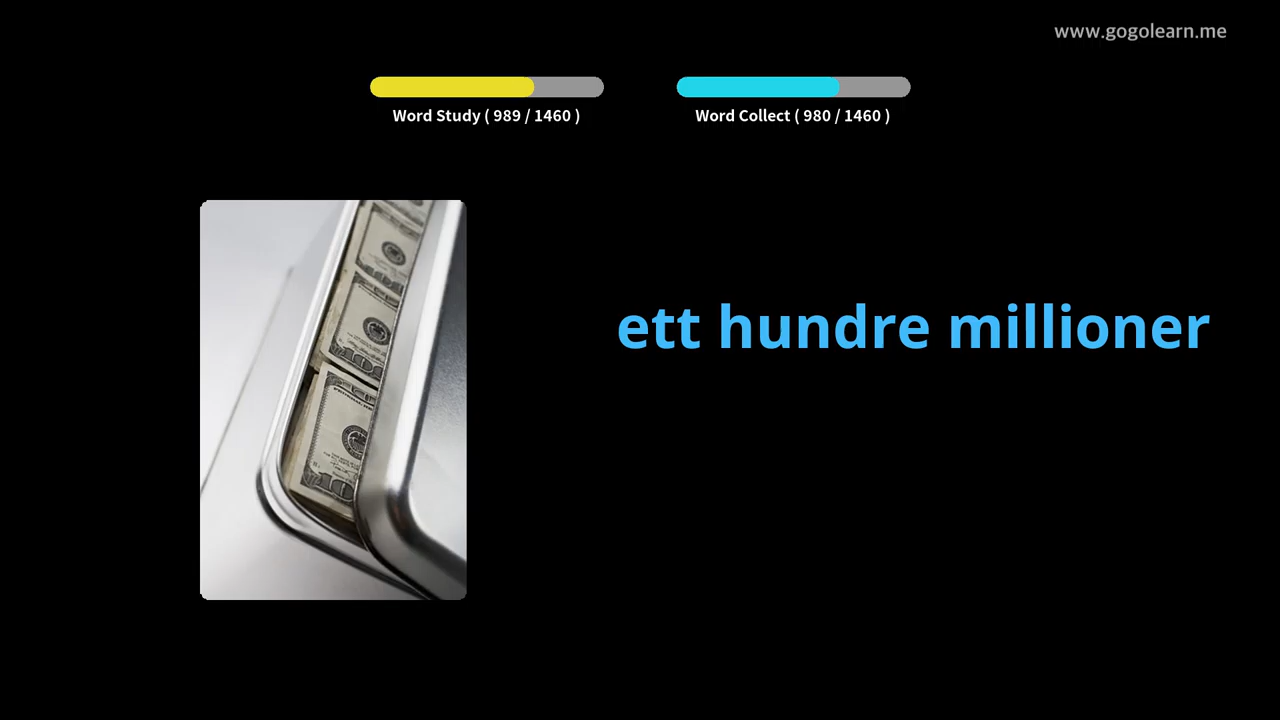 www.gogolearn.me
Word Study ( 989 / 1460 )
Word Collect ( 980 / 1460 )
ett hundre millioner